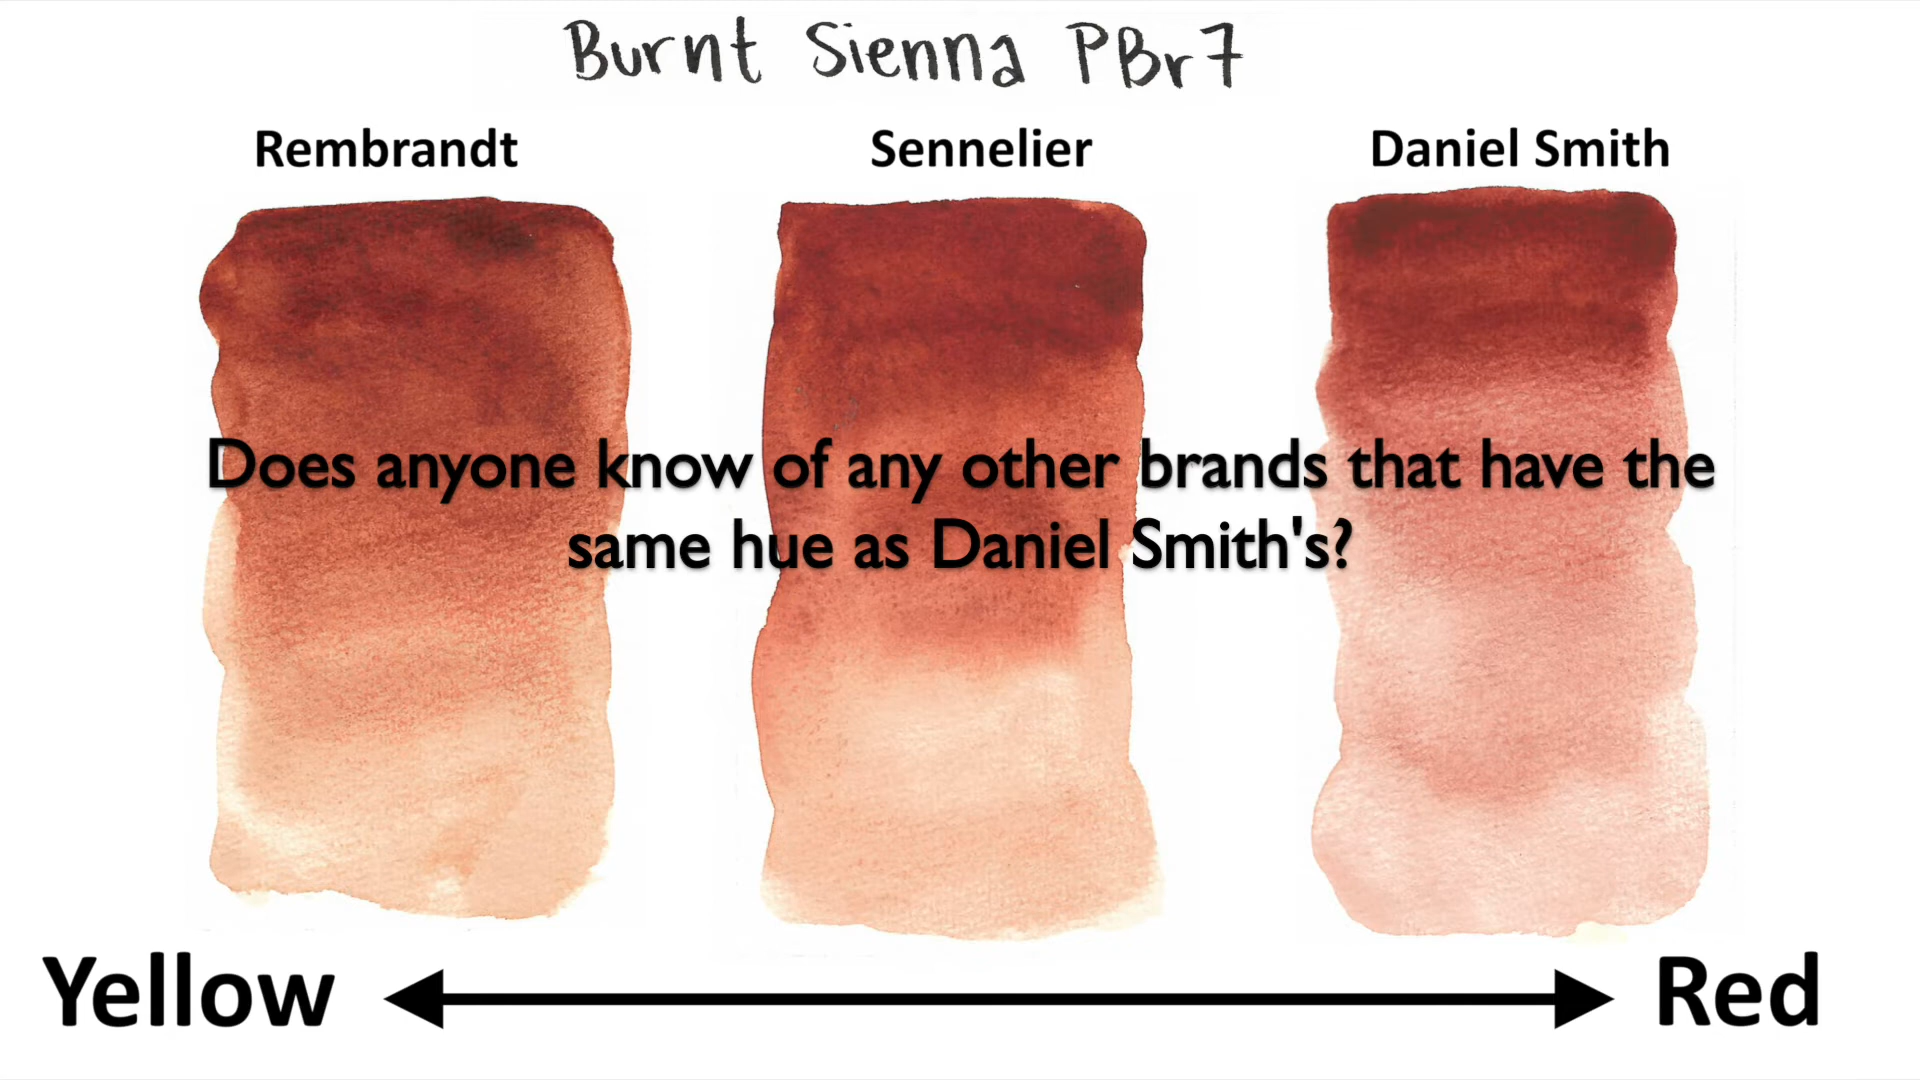 Burnt Sienna PBr7
Rembrandt Sennelier Daniel Smith
Does anyone know of any other brands that have the
same hue as Daniel Smith's?
Yellow Red